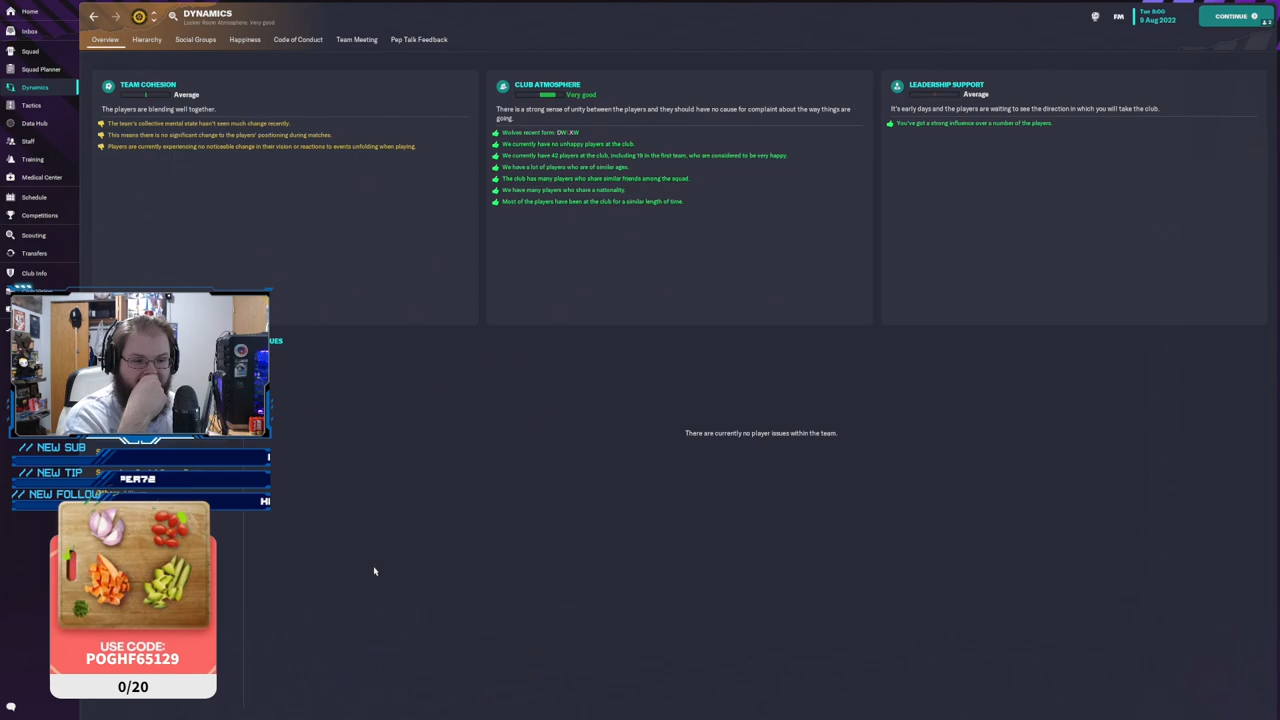 Home
Inbox
Squad
Squad Planner
Dynamics
Tactics
Data Hub
Staff
Training
Medical Center
Schedule
Competitions
Scouting
Transfers
Club Info
DYNAMICS
Locker Room Atmosphere: Very good
FM
Tue 8:00
9 Aug 2022
CONTINUE
2
Overview
Hierarchy
Social Groups
Happiness
Code of Conduct
Team Meeting
Pep Talk Feedback
TEAM COHESION
Average
The players are blending well together.
The team's collective mental state hasn't seen much change recently.
This means there is no significant change to the players' positioning during matches.
Players are currently experiencing no noticeable change in their vision or reactions to events unfolding when playing.
CLUB ATMOSPHERE
Very good
There is a strong sense of unity between the players and they should have no cause for complaint about the way things are
going.
Wolves recent form:
We currently have no unhappy players at the club.
We currently have 42 players at the club, including 19 in the first team, who are considered to be very happy.
We have a lot of players who are of similar ages.
The club has many players who share similar friends among the squad.
We have many players who share a nationality.
Most of the players have been at the club for a similar length of time.
LEADERSHIP SUPPORT
Average
It's early days and the players are waiting to see the direction in which you will take the club.
You've got a strong influence over a number of the players.
UES
There are currently no player issues within the team.
// NEW SUB
// NEW TIP
PER72
// NEW FOLLOW
USE CODE:
POGHF65129
0/20